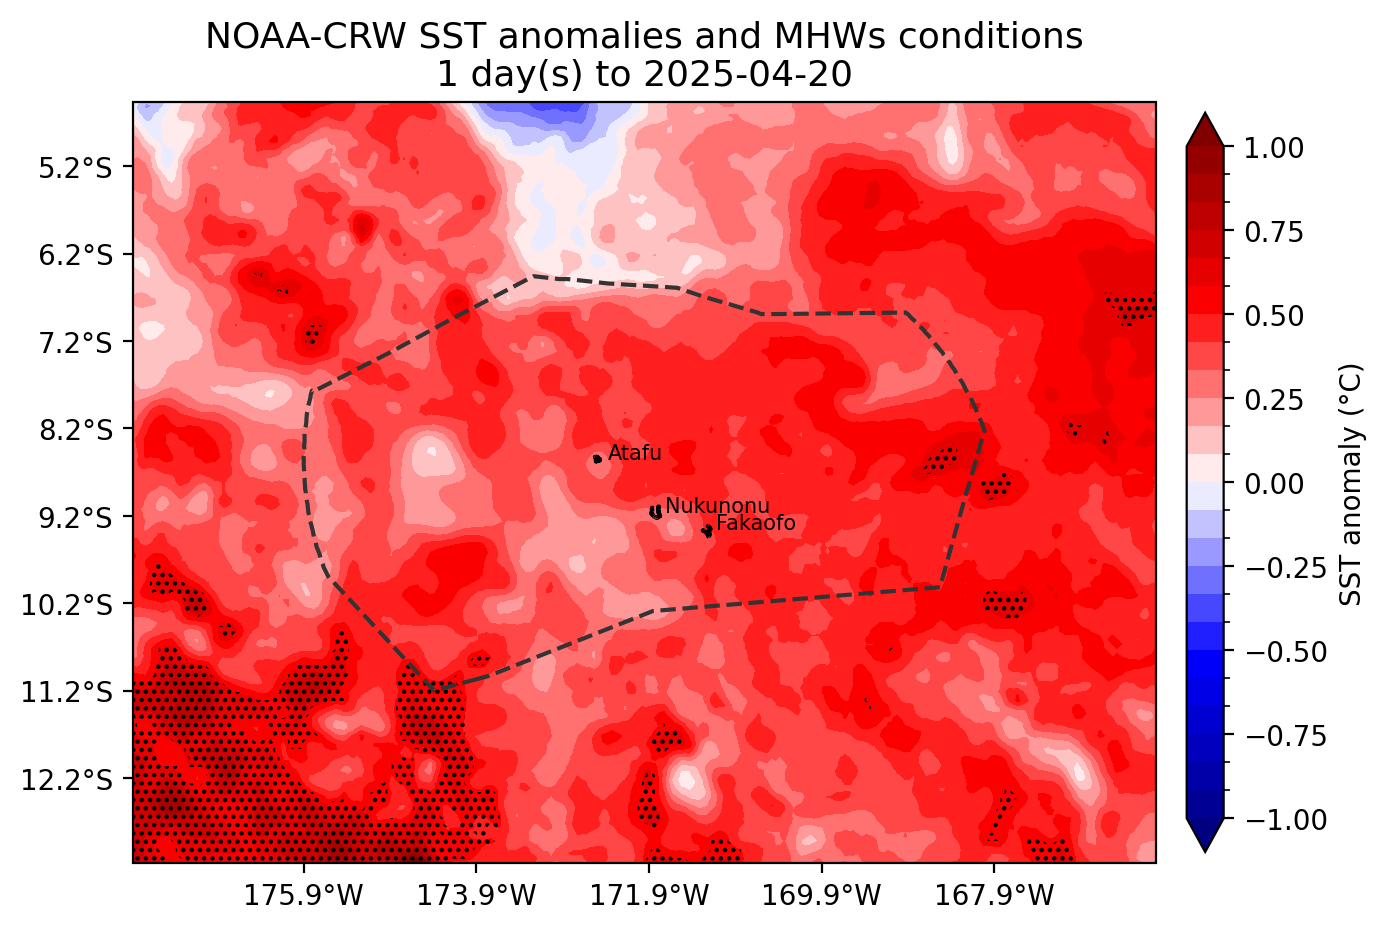 NOAA-CRW SST anomalies and MHWs conditions
1 day(s) to 2025-04-20
5.2°S
6.2°S
7.2°S
8.2°S
9.2°S
10.2°S
11.2°S
12.2°S
175.9°W
173.9°W
171.9°W
169.9°W
167.9°W
Atafu
Nukunonu
Fakaofo
1.00
0.75
0.50
0.25
0.00
−0.25
−0.50
−0.75
−1.00
SST anomaly (°C)